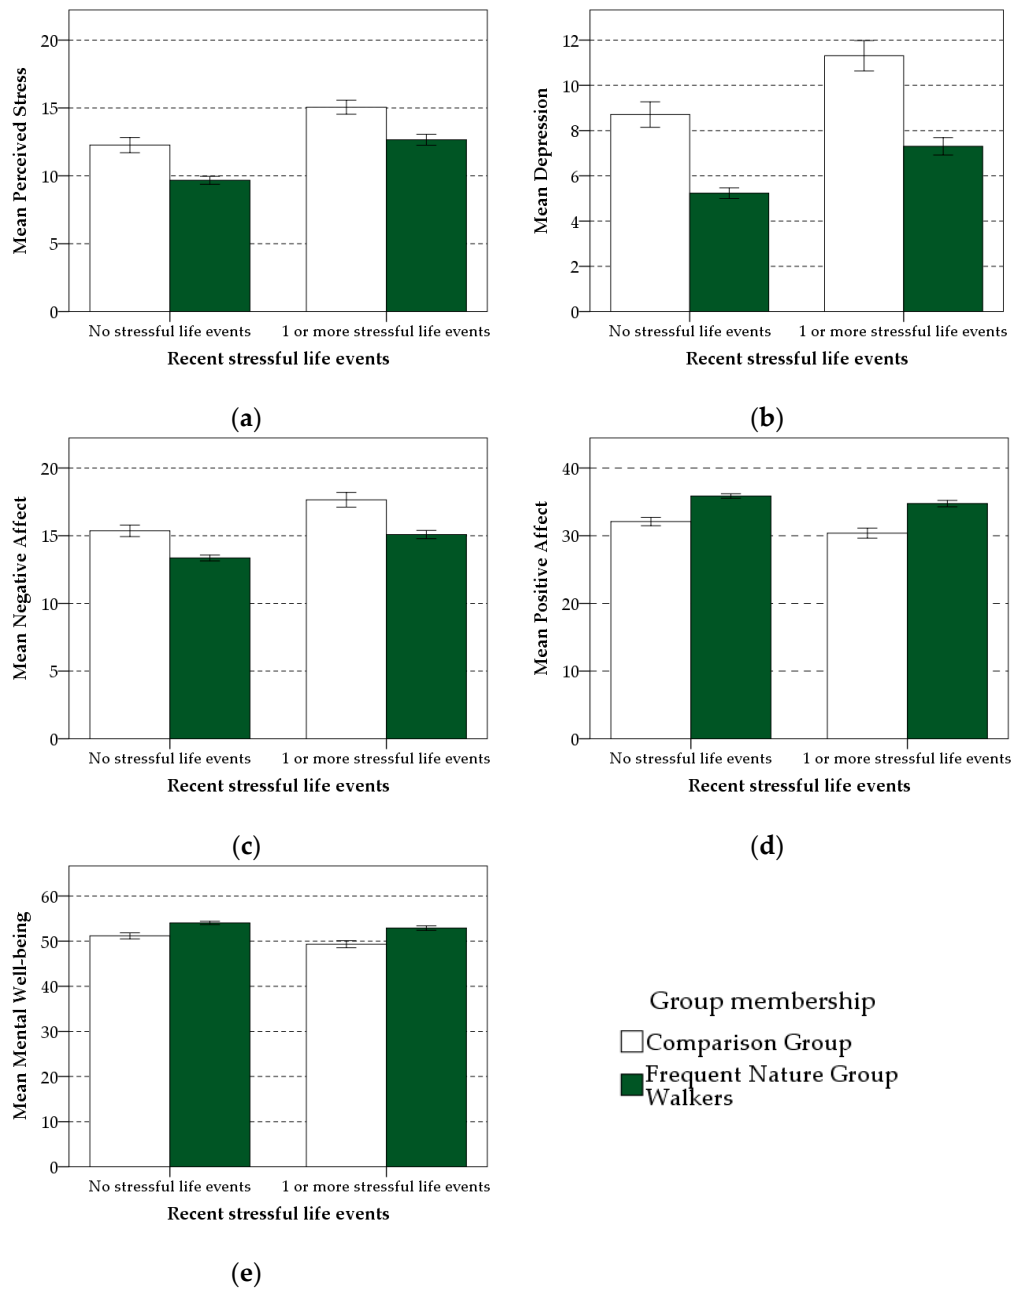 20
15
10
5
0
Mean Perceived Stress
No stressful life events
1 or more stressful life events
Recent stressful life events
(a)
12
10
8
6
4
2
0
Mean Depression
No stressful life events
1 or more stressful life events
Recent stressful life events
(b)
20
15
10
5
0
Mean Negative Affect
No stressful life events
1 or more stressful life events
Recent stressful life events
(c)
40
30
20
10
0
Mean Positive Affect
No stressful life events
1 or more stressful life events
Recent stressful life events
(d)
60
50
40
30
20
10
0
Mean Mental Well-being
No stressful life events
1 or more stressful life events
Recent stressful life events
(e)
Group membership
Comparison Group
Frequent Nature Group
Walkers